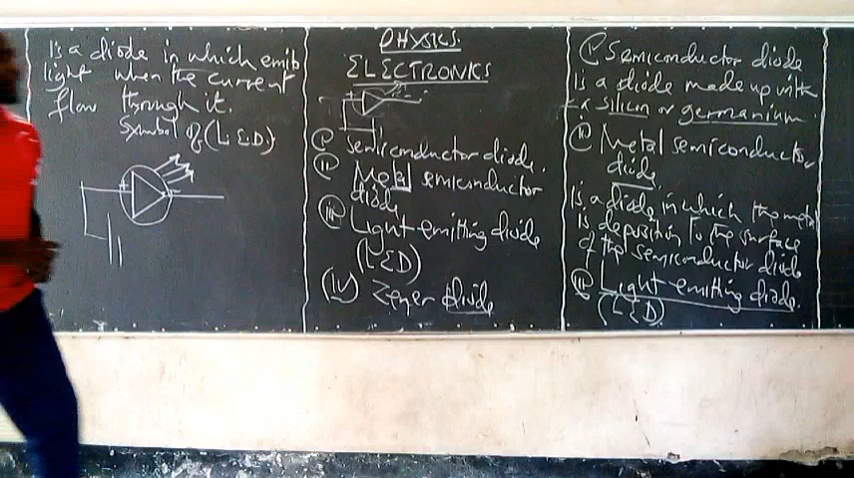 Is a diode in which emits
light when the current
flow through it.
Symbol of (L.E.D)
+ -
PHYSICS.
ELECTRONICS
+ -
(i) Semiconductor diode.
(ii) Metal semiconductor
diode
(iii) Light emitting diode
(LED)
(iv) Zener diode
(i) Semiconductor diode
Is a diode made up with
a silicon or germanium
(ii) Metal semiconductor
diode
Is a diode in which the metal
is deposition to the surface
of the semiconductor diode
(iii) Light emitting diode.
(LED)